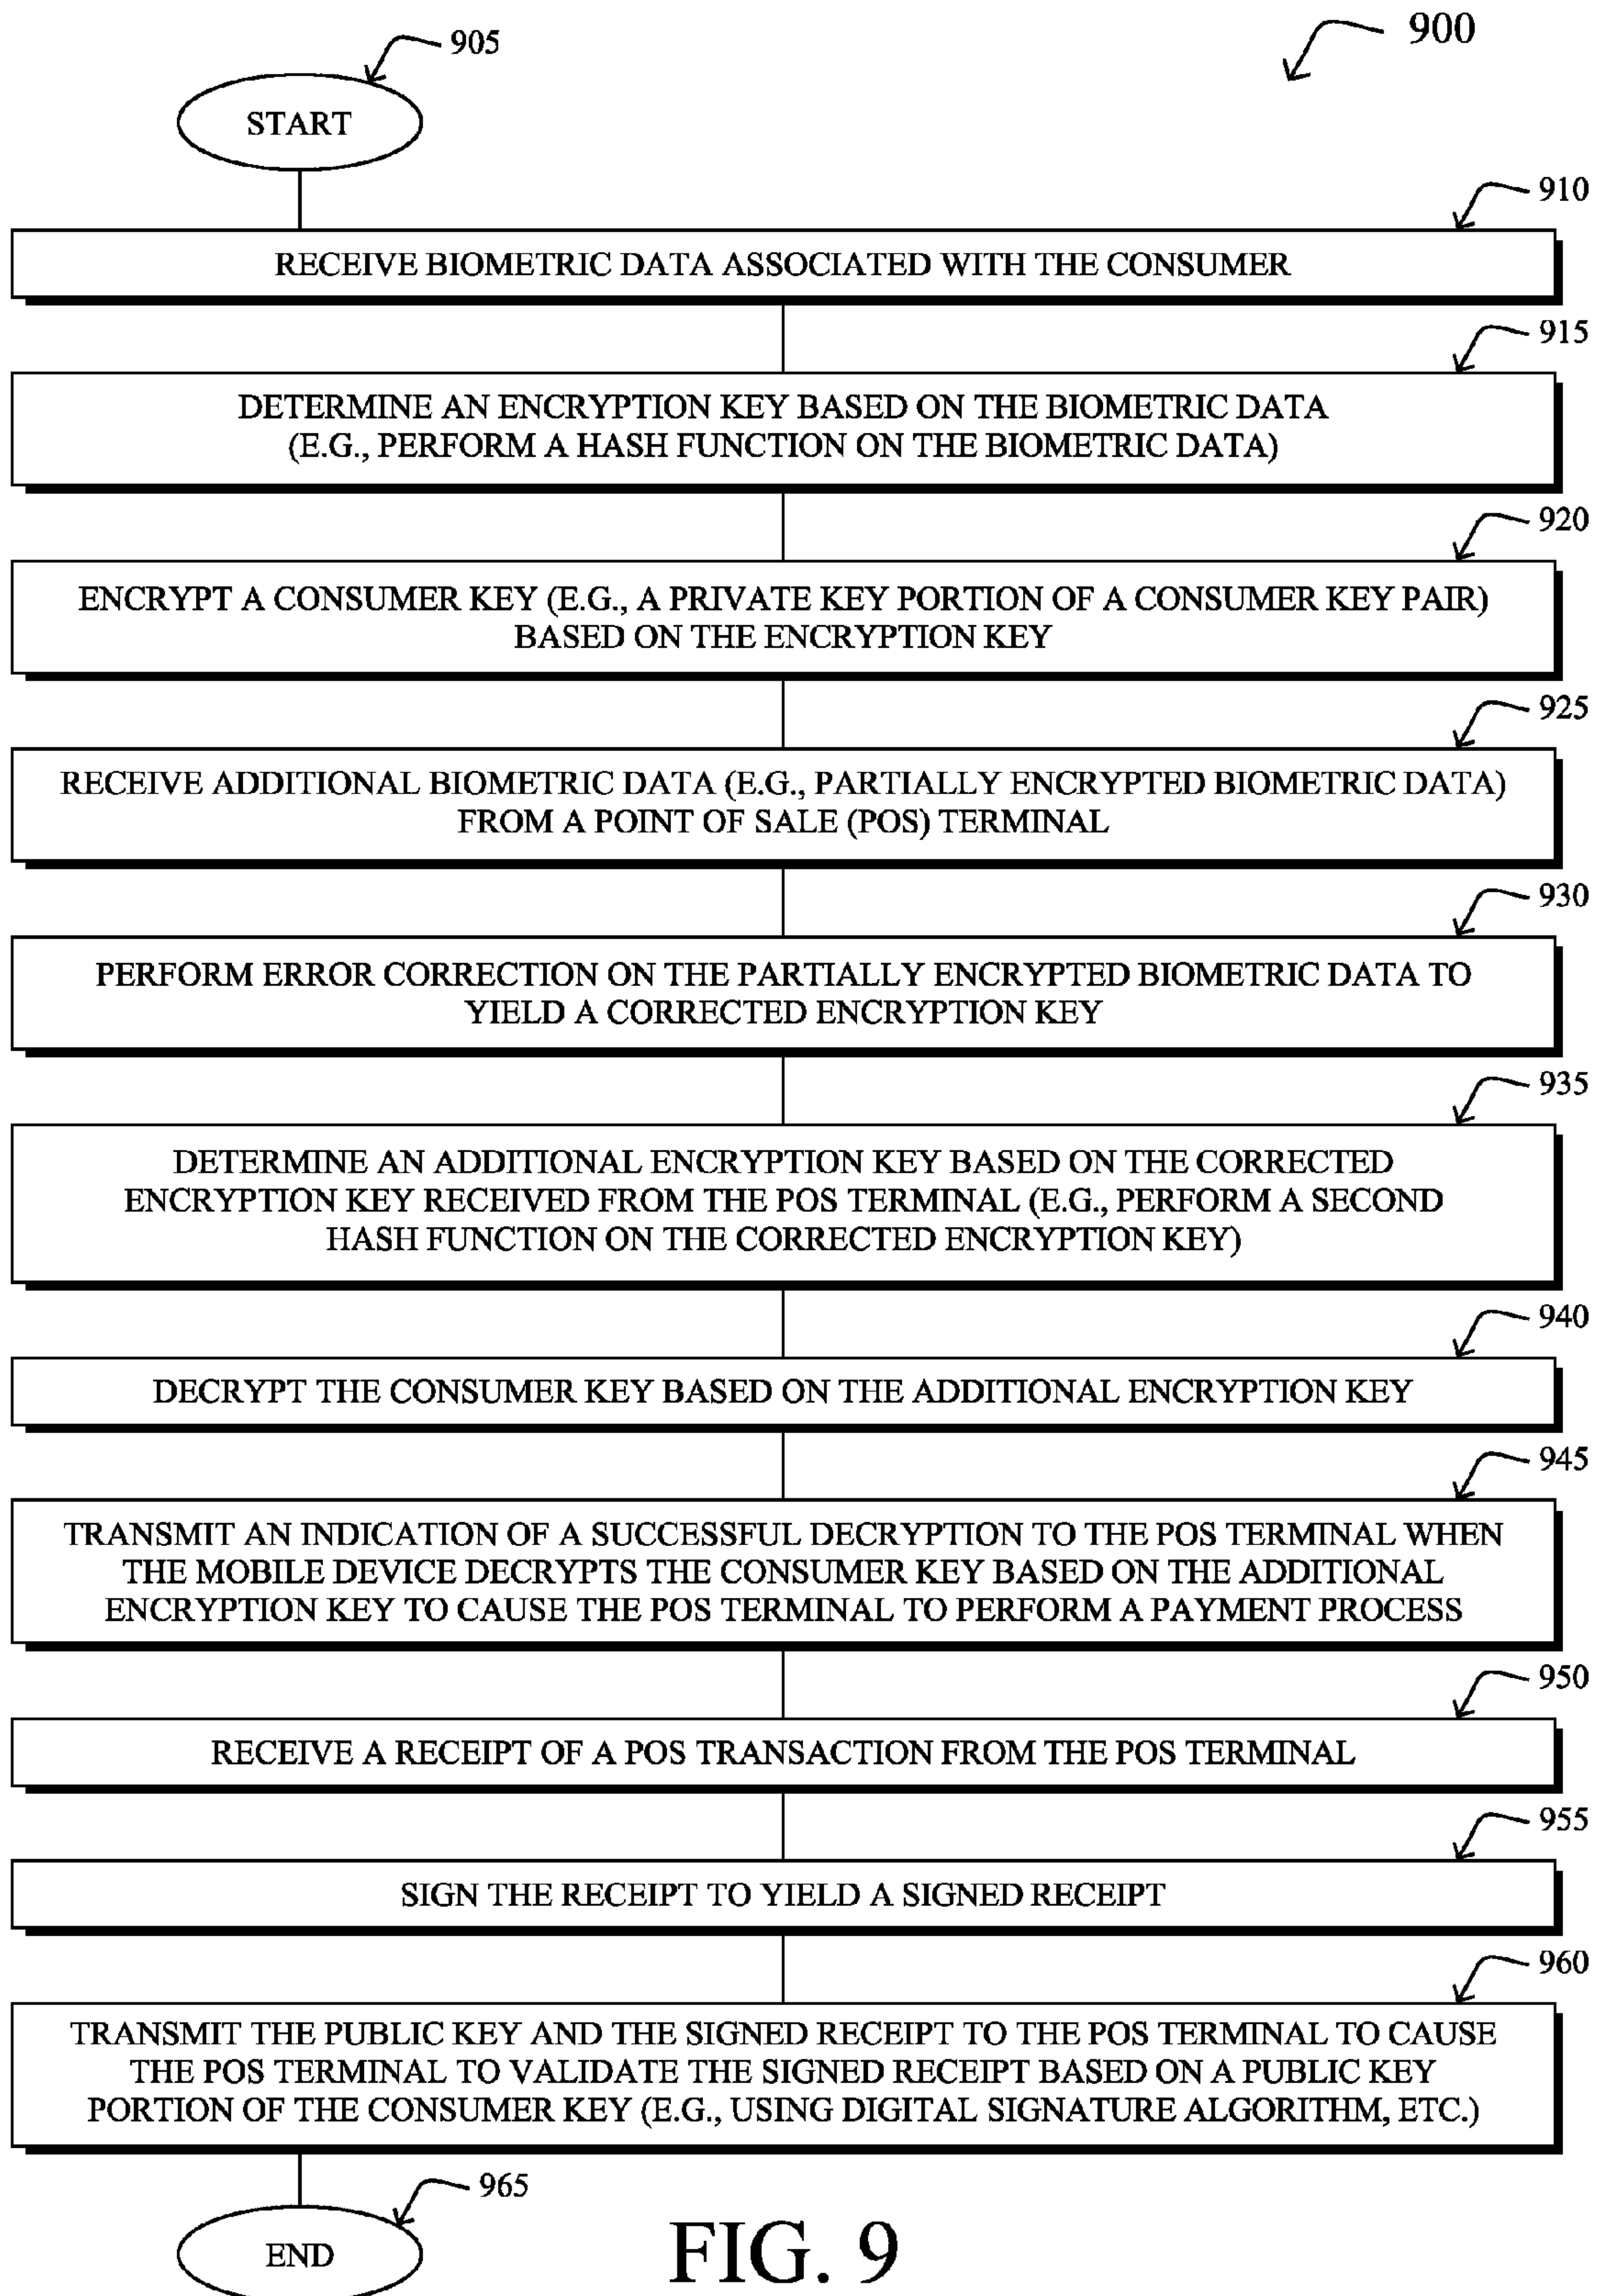 900
905
START
910
RECEIVE BIOMETRIC DATA ASSOCIATED WITH THE CONSUMER
915
DETERMINE AN ENCRYPTION KEY BASED ON THE BIOMETRIC DATA
(E.G., PERFORM A HASH FUNCTION ON THE BIOMETRIC DATA)
920
ENCRYPT A CONSUMER KEY (E.G., A PRIVATE KEY PORTION OF A CONSUMER KEY PAIR)
BASED ON THE ENCRYPTION KEY
925
RECEIVE ADDITIONAL BIOMETRIC DATA (E.G., PARTIALLY ENCRYPTED BIOMETRIC DATA)
FROM A POINT OF SALE (POS) TERMINAL
930
PERFORM ERROR CORRECTION ON THE PARTIALLY ENCRYPTED BIOMETRIC DATA TO
YIELD A CORRECTED ENCRYPTION KEY
935
DETERMINE AN ADDITIONAL ENCRYPTION KEY BASED ON THE CORRECTED
ENCRYPTION KEY RECEIVED FROM THE POS TERMINAL (E.G., PERFORM A SECOND
HASH FUNCTION ON THE CORRECTED ENCRYPTION KEY)
940
DECRYPT THE CONSUMER KEY BASED ON THE ADDITIONAL ENCRYPTION KEY
945
TRANSMIT AN INDICATION OF A SUCCESSFUL DECRYPTION TO THE POS TERMINAL WHEN
THE MOBILE DEVICE DECRYPTS THE CONSUMER KEY BASED ON THE ADDITIONAL
ENCRYPTION KEY TO CAUSE THE POS TERMINAL TO PERFORM A PAYMENT PROCESS
950
RECEIVE A RECEIPT OF A POS TRANSACTION FROM THE POS TERMINAL
955
SIGN THE RECEIPT TO YIELD A SIGNED RECEIPT
960
TRANSMIT THE PUBLIC KEY AND THE SIGNED RECEIPT TO THE POS TERMINAL TO CAUSE
THE POS TERMINAL TO VALIDATE THE SIGNED RECEIPT BASED ON A PUBLIC KEY
PORTION OF THE CONSUMER KEY (E.G., USING DIGITAL SIGNATURE ALGORITHM, ETC.)
965
END
FIG. 9